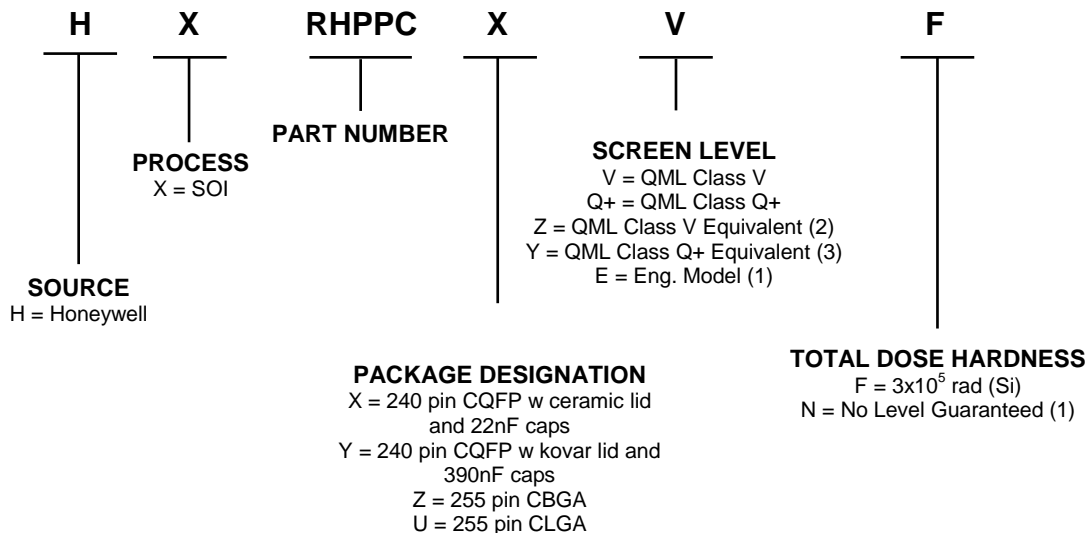 H X RHPPC X V F
PART NUMBER
PROCESS
X = SOI
SOURCE
H = Honeywell
SCREEN LEVEL
V = QML Class V
Q+ = QML Class Q+
Z = QML Class V Equivalent (2)
Y = QML Class Q+ Equivalent (3)
E = Eng. Model (1)
PACKAGE DESIGNATION
X = 240 pin CQFP w ceramic lid
and 22nF caps
Y = 240 pin CQFP w kovar lid and
390nF caps
Z = 255 pin CBGA
U = 255 pin CLGA
TOTAL DOSE HARDNESS
F = 3x10⁵ rad (Si)
N = No Level Guaranteed (1)